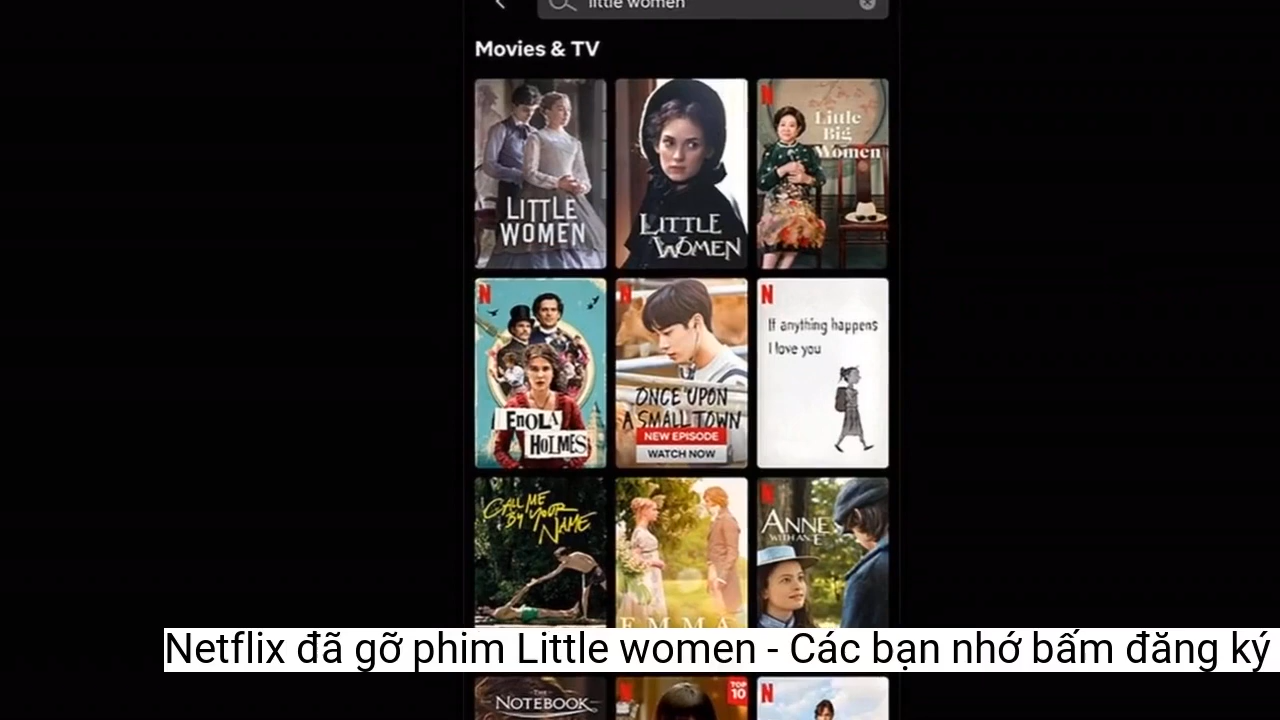 little women
Movies & TV
LITTLE
WOMEN
LITTLE
WOMEN
N
Little
Big
Women
N
ENOLA
HOLMES
N
ONCE UPON
A SMALL TOWN
NEW EPISODE
WATCH NOW
N
If anything happens
I love you
CALL ME
BY YOUR
NAME
EMMA
N
ANNE
WITH AN E
Netflix đã gỡ phim Little women - Các bạn nhớ bấm đăng ký
THE
NOTEBOOK
N
TOP
10
N